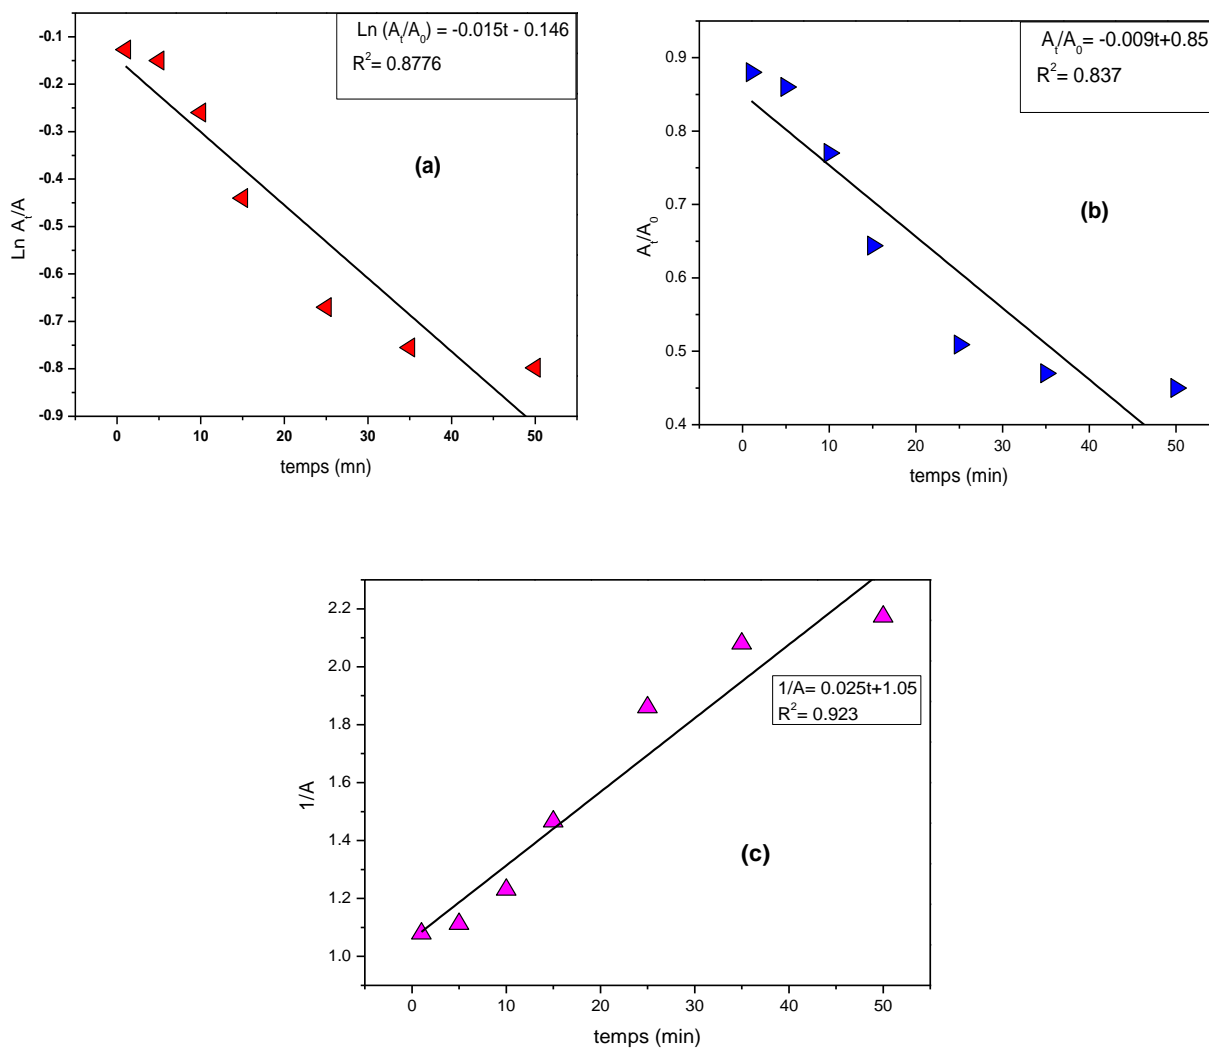 Ln (Aₜ/A₀) = -0.015t - 0.146
R²= 0.8776
-0.1
-0.2
-0.3
-0.4
-0.5
-0.6
-0.7
-0.8
-0.9
Ln Aₜ/A
(a)
0 10 20 30 40 50
temps (mn)
Aₜ/A₀= -0.009t+0.85
R²= 0.837
0.9
0.8
0.7
0.6
0.5
0.4
Aₜ/A₀
(b)
0 10 20 30 40 50
temps (min)
2.2
2.0
1.8
1.6
1.4
1.2
1.0
1/A
1/A= 0.025t+1.05
R²= 0.923
(c)
0 10 20 30 40 50
temps (min)